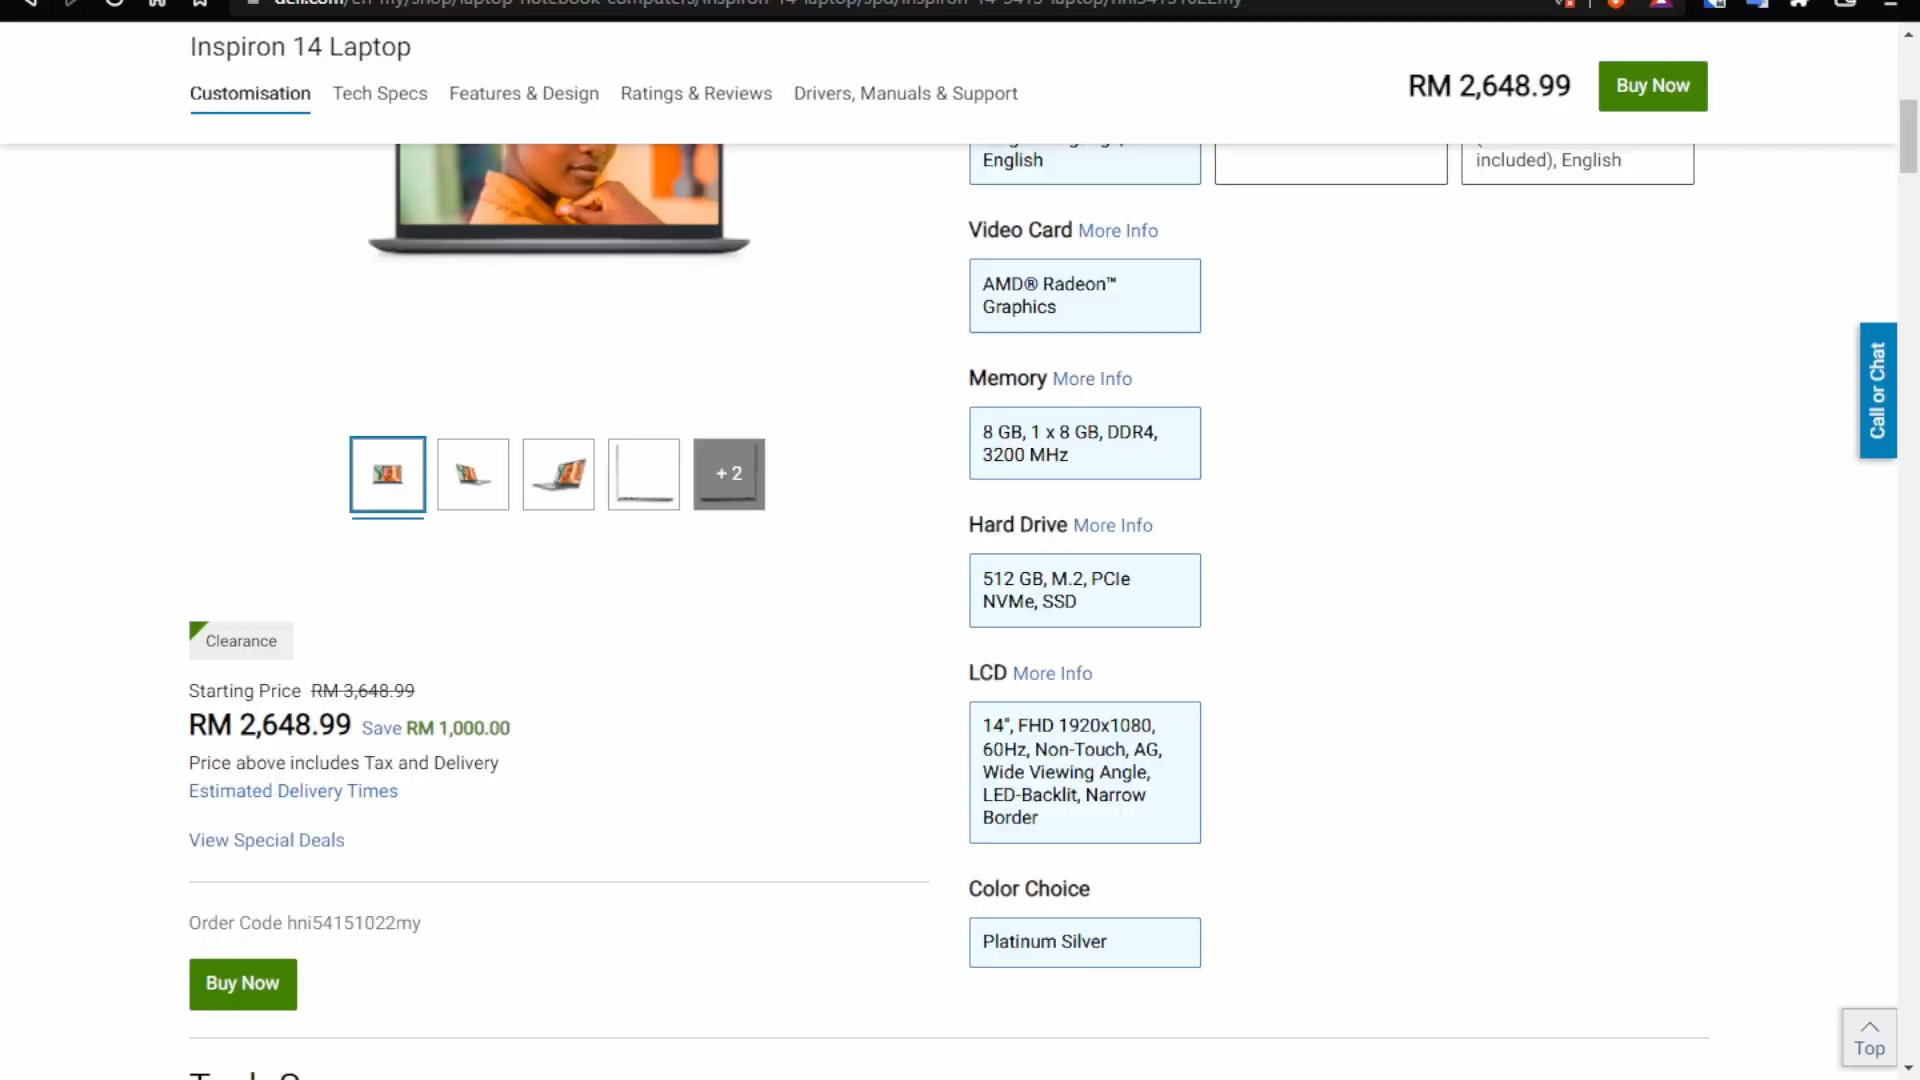 Inspiron 14 Laptop
Customisation Tech Specs Features & Design Ratings & Reviews Drivers, Manuals & Support
RM 2,648.99 Buy Now
English
included), English
Video Card More Info
AMD® Radeon™
Graphics
Memory More Info
8 GB, 1 x 8 GB, DDR4,
3200 MHz
+ 2
Hard Drive More Info
512 GB, M.2, PCIe
NVMe, SSD
Clearance
Starting Price RM 3,648.99
RM 2,648.99 Save RM 1,000.00
Price above includes Tax and Delivery
Estimated Delivery Times
View Special Deals
Order Code hni54151022my
Buy Now
LCD More Info
14", FHD 1920x1080,
60Hz, Non-Touch, AG,
Wide Viewing Angle,
LED-Backlit, Narrow
Border
Color Choice
Platinum Silver
Call or Chat
Top